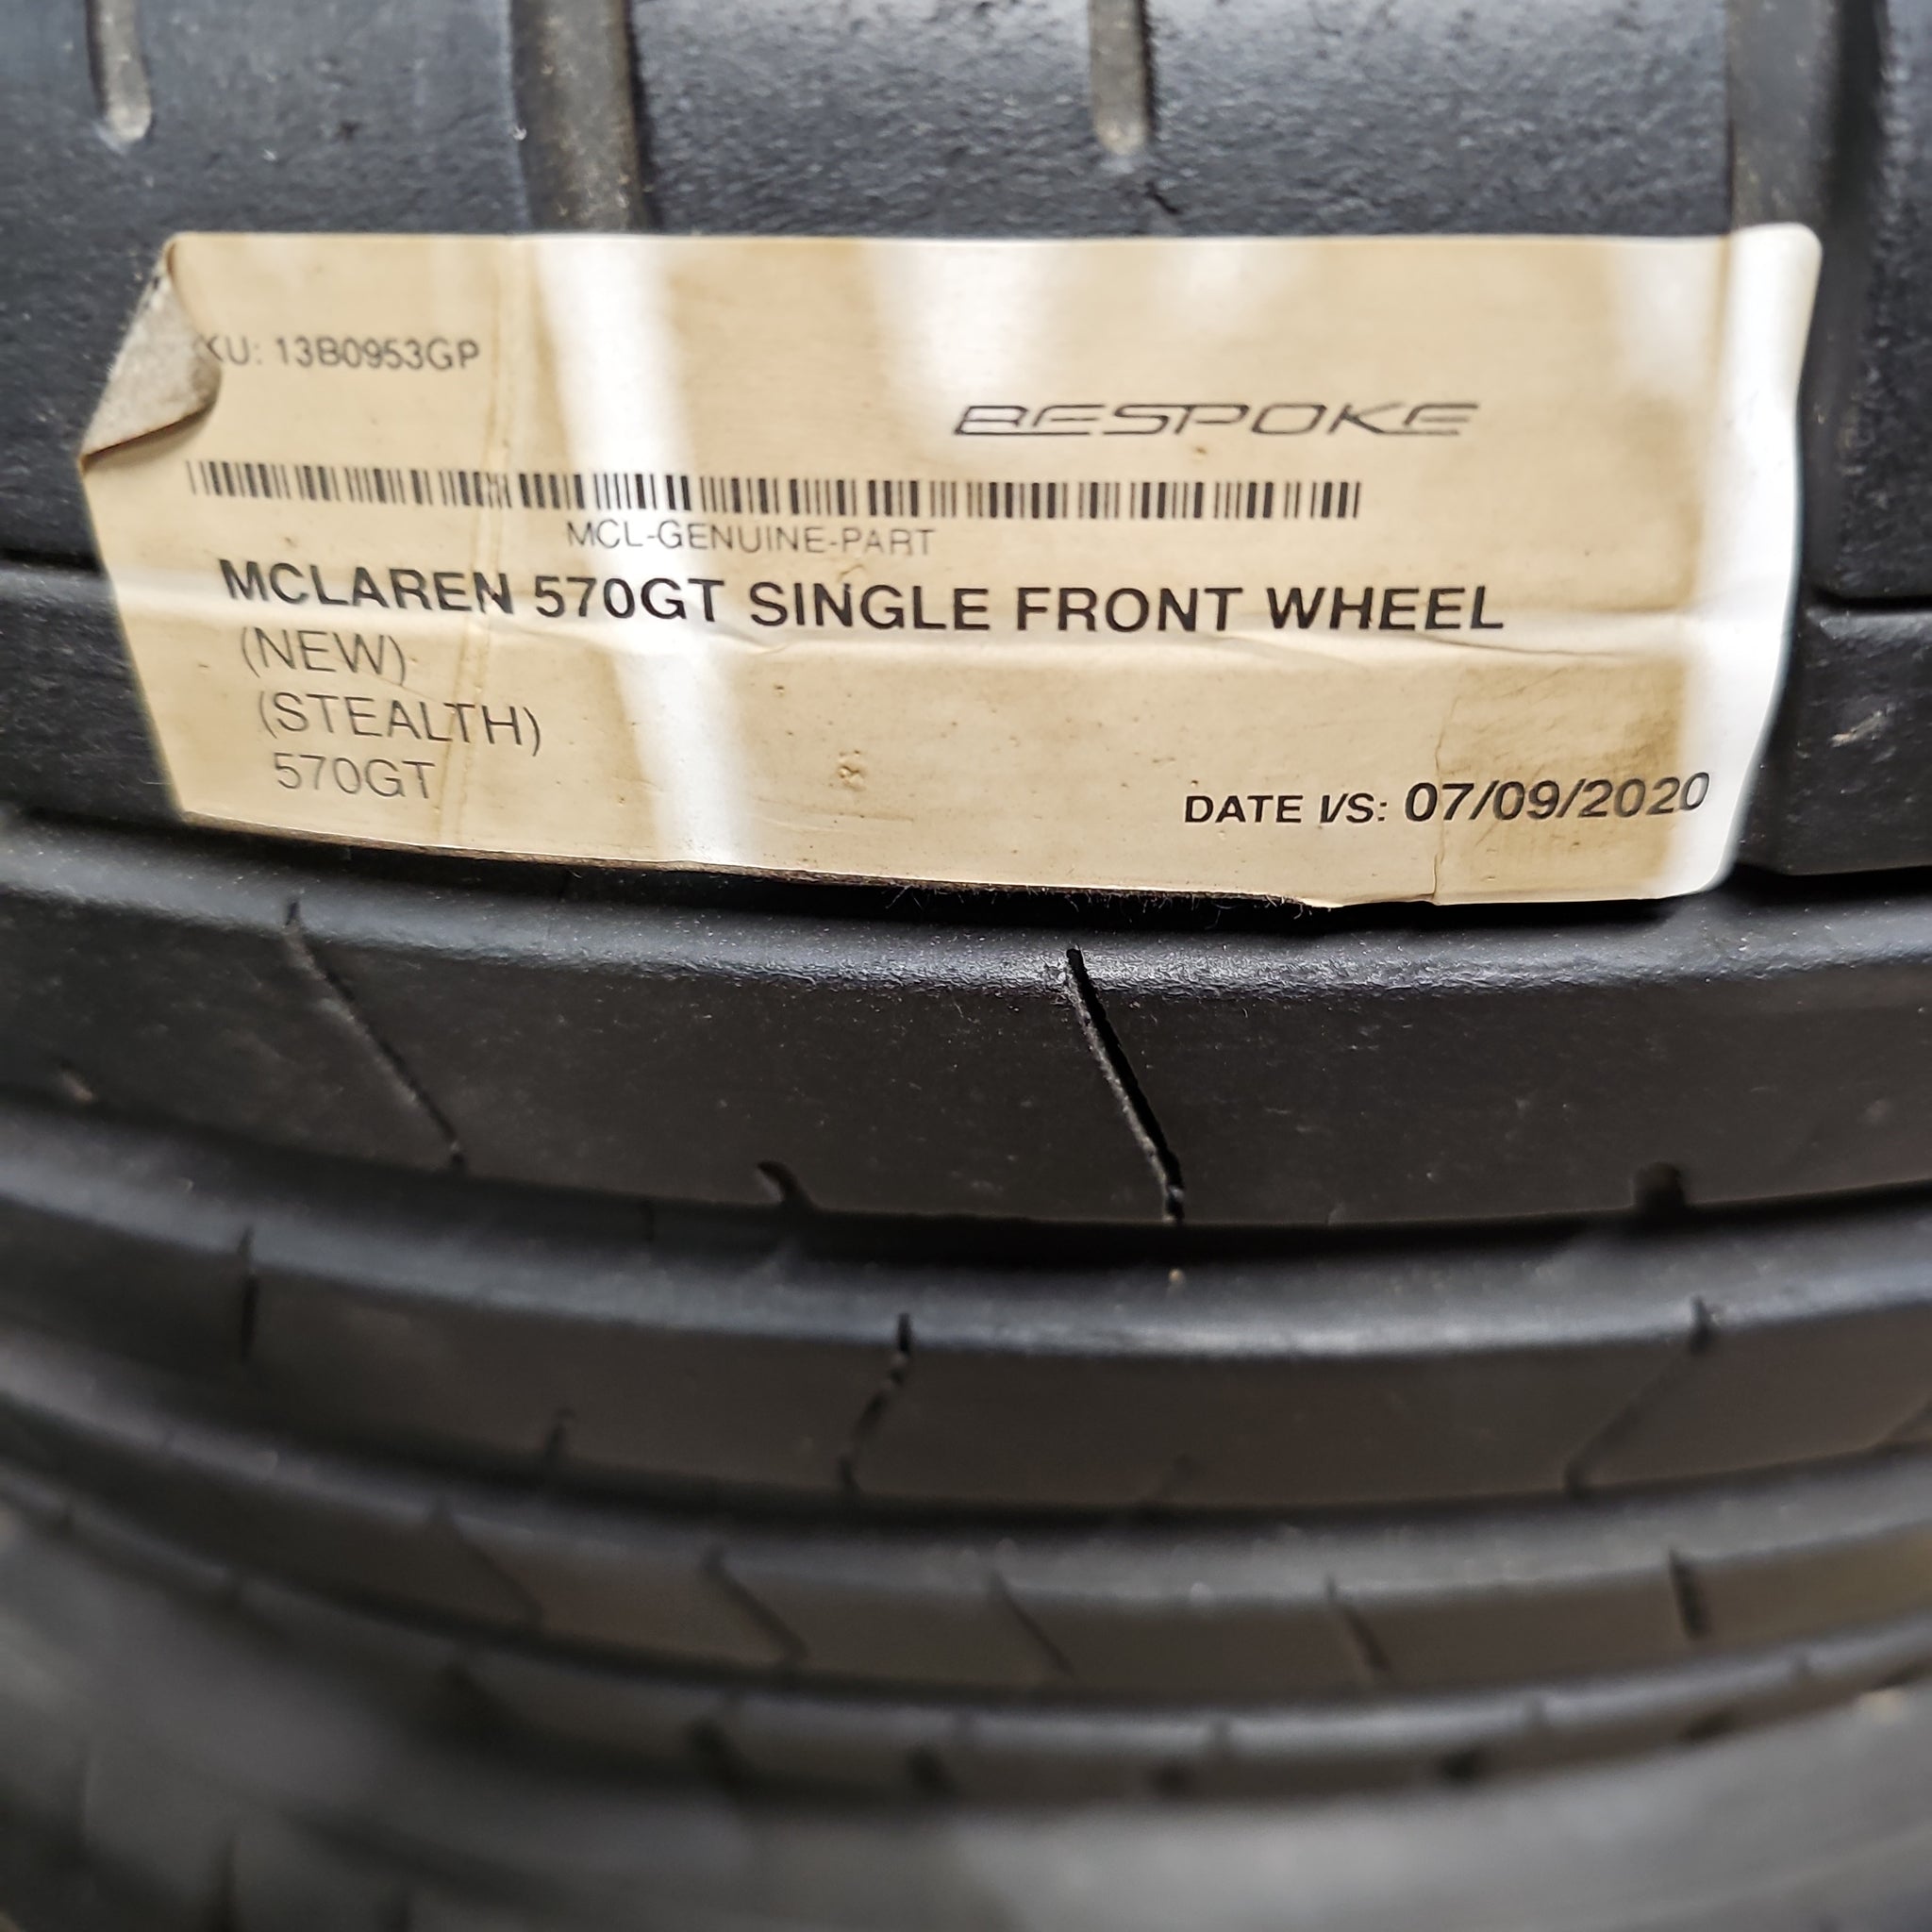 KU: 13B0953GP
BESPOKE
MCL-GENUINE-PART
MCLAREN 570GT SINGLE FRONT WHEEL
(NEW)
(STEALTH)
570GT
DATE I/S: 07/09/2020